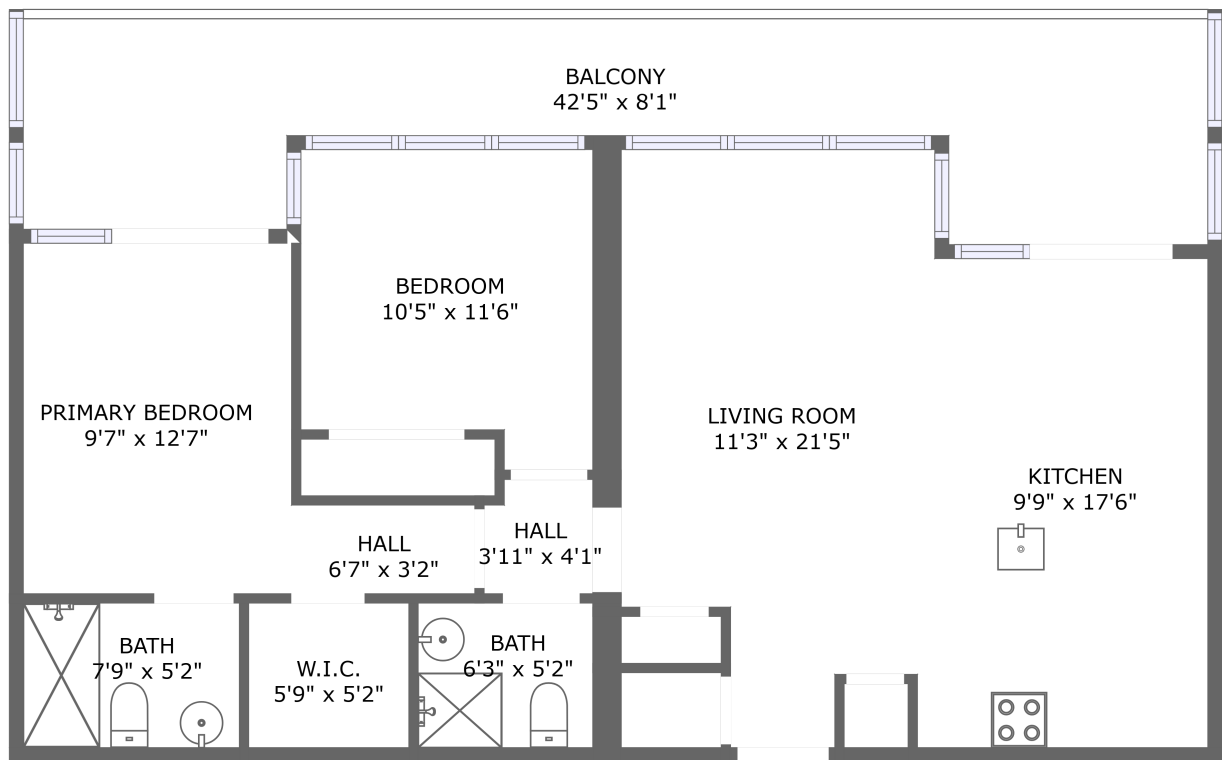 BALCONY
42'5" x 8'1"
BEDROOM
10'5" x 11'6"
PRIMARY BEDROOM
9'7" x 12'7"
LIVING ROOM
11'3" x 21'5"
KITCHEN
9'9" x 17'6"
HALL
6'7" x 3'2"
HALL
3'11" x 4'1"
BATH
7'9" x 5'2"
W.I.C.
5'9" x 5'2"
BATH
6'3" x 5'2"